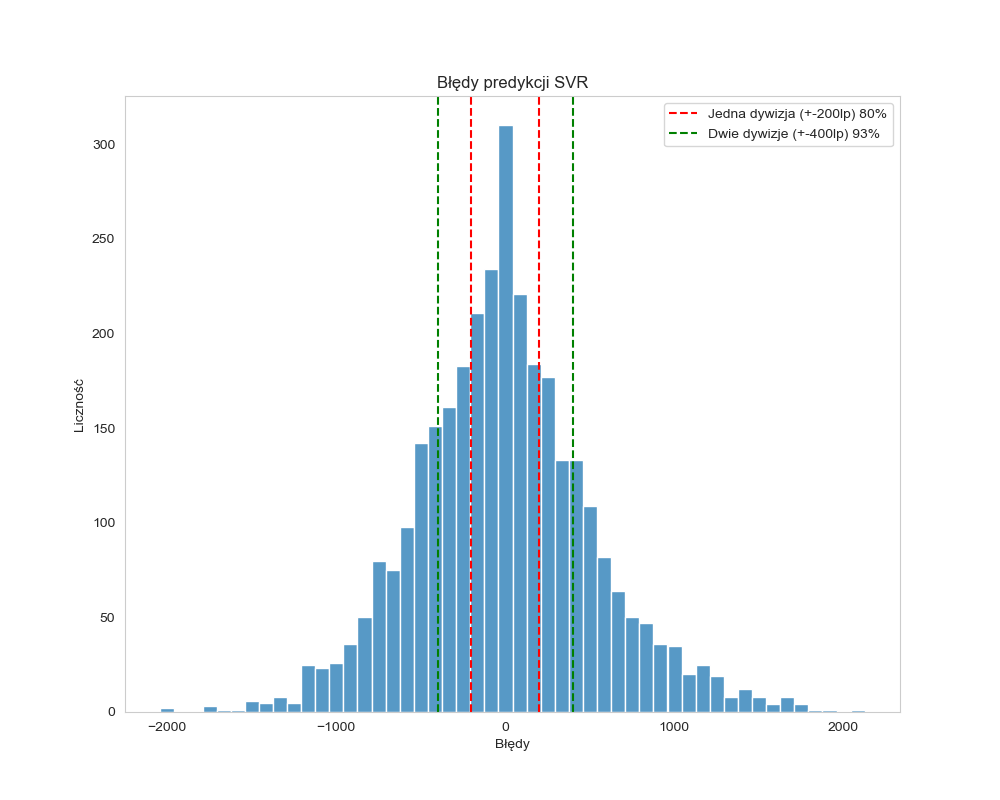 Błędy predykcji SVR
Jedna dywizja (+-200lp) 80%
Dwie dywizje (+-400lp) 93%
300
250
200
150
100
50
0
Liczność
−2000
−1000
0
1000
2000
Błędy